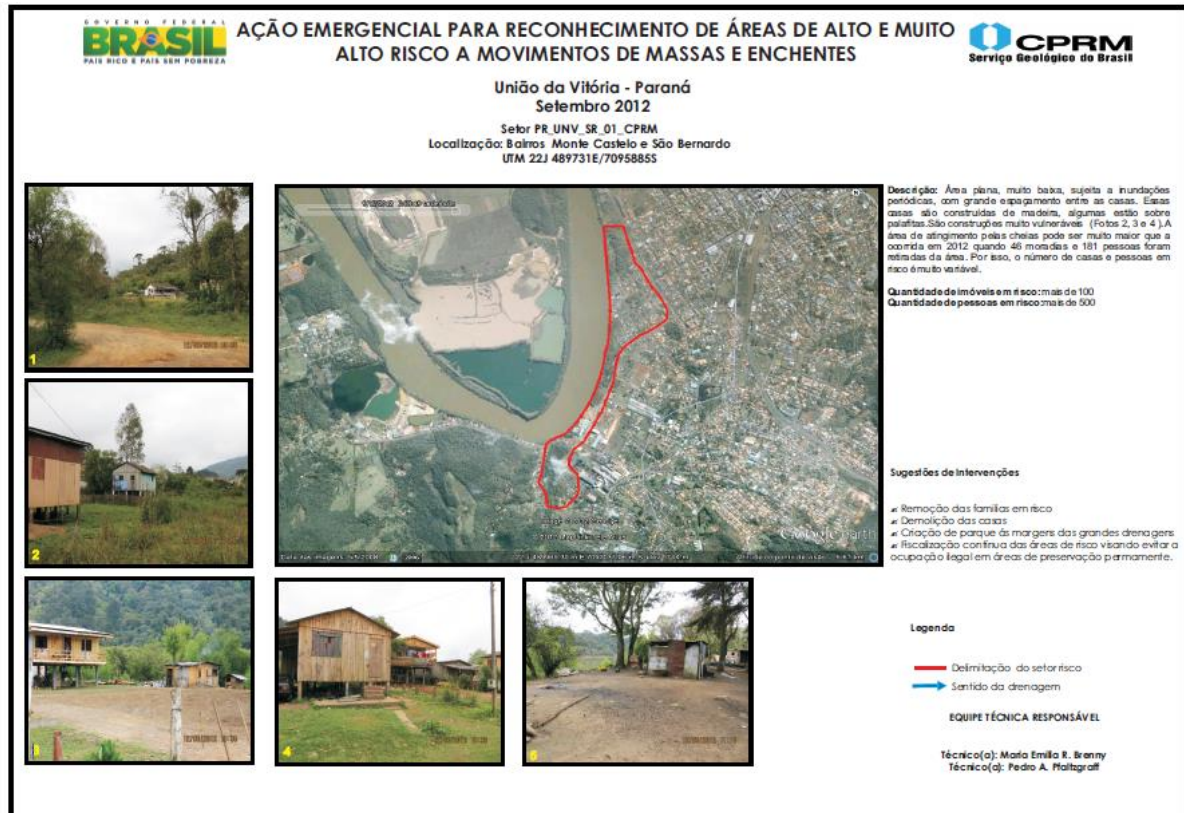 GOVERNO FEDERAL
BRASIL
PAÍS RICO É PAÍS SEM POBREZA
AÇÃO EMERGENCIAL PARA RECONHECIMENTO DE ÁREAS DE ALTO E MUITO
ALTO RISCO A MOVIMENTOS DE MASSAS E ENCHENTES
CPRM
Serviço Geológico do Brasil
União da Vitória - Paraná
Setembro 2012
Setor PR_UNV_SR_01_CPRM
Localização: Bairros Monte Castelo e São Bernardo
UTM 22J 489731E/7095885S
Descrição: Área plana, muito baixa, sujeita a inundações
periódicas, com grande espaçamento entre as casas. Essas
casas são construídas de madeira, algumas estão sobre
palafitas.São construções muito vulneráveis (Fotos 2, 3 e 4 ).A
área de atingimento pelas cheias pode ser muito maior que a
ocorrida em 2012 quando 46 moradias e 181 pessoas foram
retiradas da área. Por isso, o número de casas e pessoas em
risco é muito variável.
Quantidade de imóveis em risco: mais de 100
Quantidade de pessoas em risco: mais de 500
1
2
3
4
5
Google earth
Sugestões de Intervenções
Remoção das famílias em risco
Demolição das casas
Criação de parque ás margens das grandes drenagens
Fiscalização contínua das áreas de risco visando evitar a
ocupação ilegal em áreas de preservação permamente.
Legenda
Delimitação do setor risco
Sentido da drenagem
EQUIPE TÉCNICA RESPONSÁVEL
Técnico(a): Maria Emília R. Brenny
Técnico(a): Pedro A. Pfaltzgraff